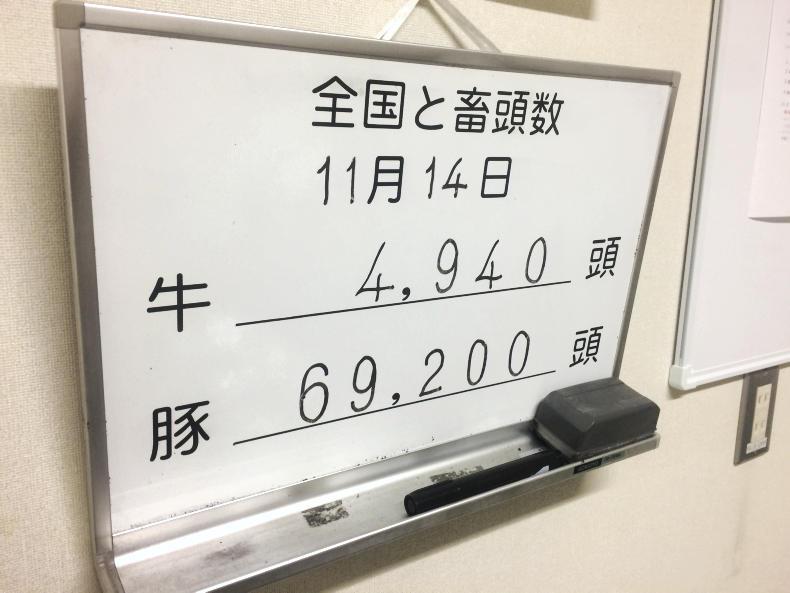 全国と畜頭数
11月14日
牛 4,940 頭
豚 69,200 頭